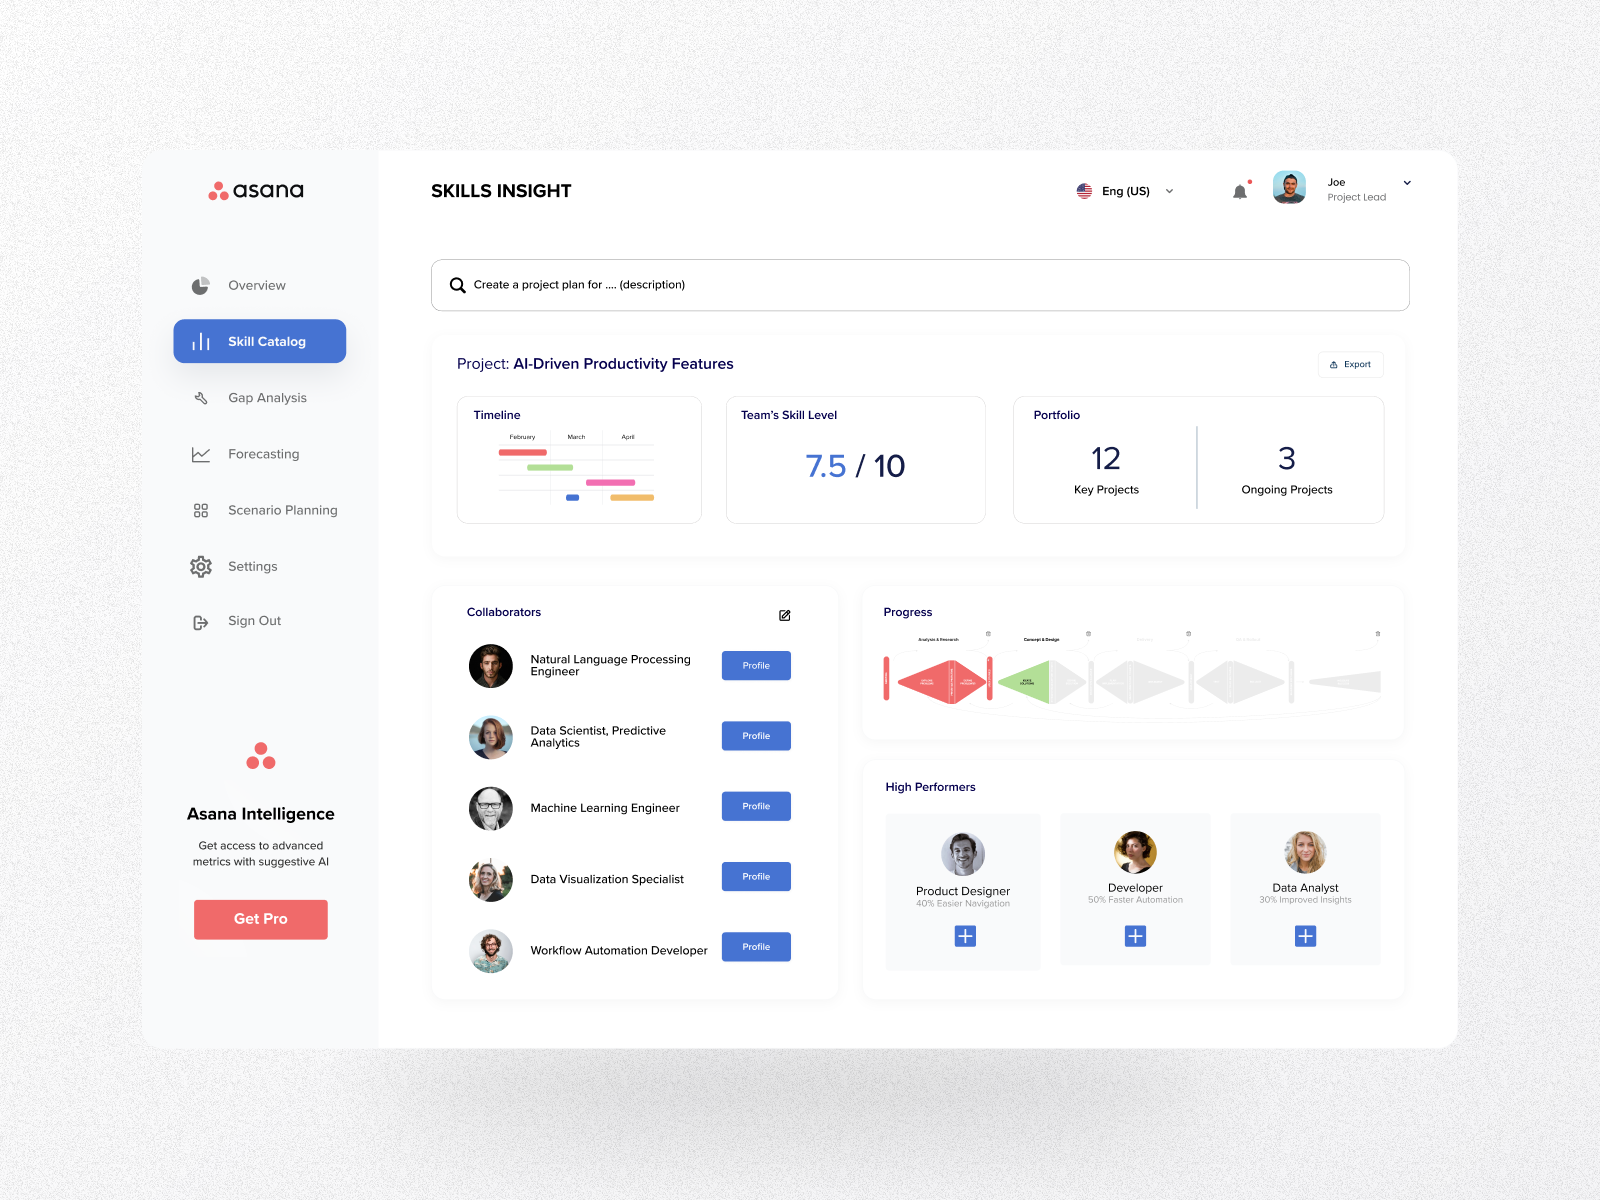 asana
SKILLS INSIGHT
Eng (US)
Joe
Project Lead
Overview
Skill Catalog
Gap Analysis
Forecasting
Scenario Planning
Settings
Sign Out
Asana Intelligence
Get access to advanced
metrics with suggestive AI
Get Pro
Create a project plan for .... (description)
Project: AI-Driven Productivity Features
Export
Timeline
February March April
Team's Skill Level
7.5 / 10
Portfolio
12
Key Projects
3
Ongoing Projects
Collaborators
Natural Language Processing
Engineer
Profile
Data Scientist, Predictive
Analytics
Profile
Machine Learning Engineer
Profile
Data Visualization Specialist
Profile
Workflow Automation Developer
Profile
Progress
Analysis & Research
Concept & Design
High Performers
Product Designer
40% Easier Navigation
Developer
50% Faster Automation
Data Analyst
30% Improved Insights